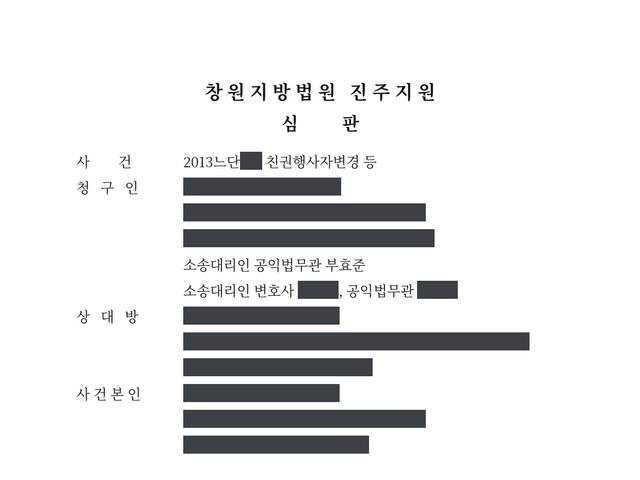 창원지방법원 진주지원
심 판
사 건 2013느단 친권행사자변경 등
청 구 인
소송대리인 공익법무관 부효준
소송대리인 변호사 , 공익법무관
상 대 방
사 건 본 인